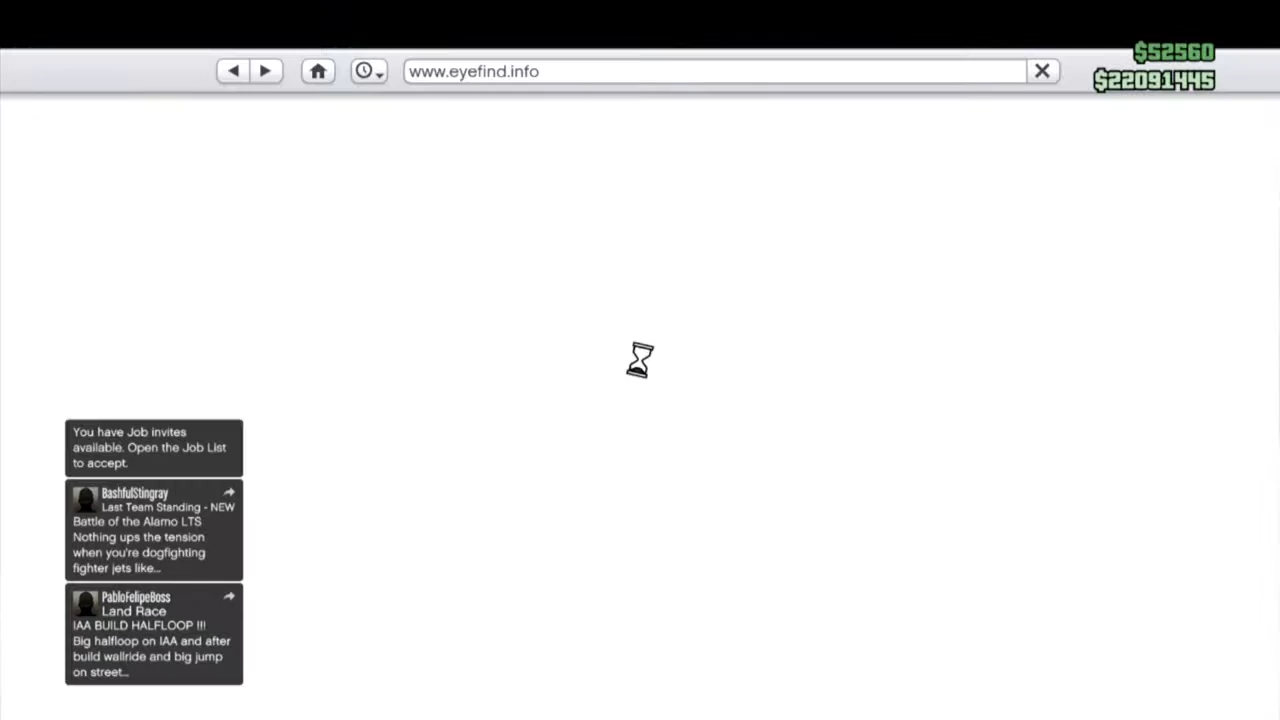 $52560
www.eyefind.info
$22091445
You have Job invites
available. Open the Job List
to accept.
BashfulStingray
Last Team Standing - NEW
Battle of the Alamo LTS
Nothing ups the tension
when you're dogfighting
fighter jets like...
PabloFelipeBoss
Land Race
IAA BUILD HALFLOOP !!!
Big halfloop on IAA and after
build wallride and big jump
on street...